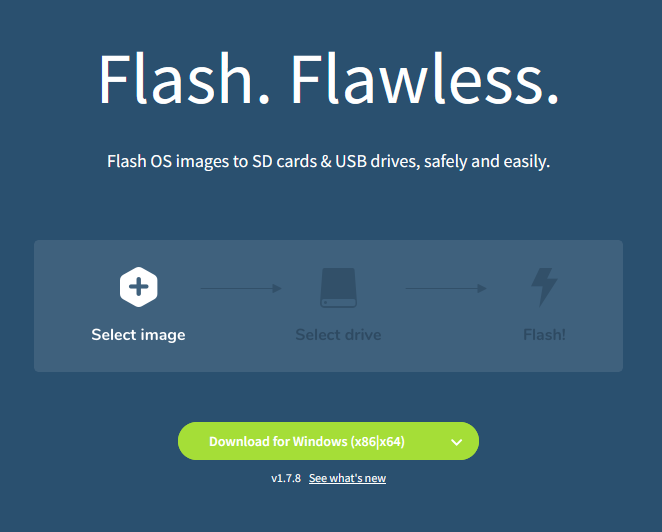 Flash. Flawless.
Flash OS images to SD cards & USB drives, safely and easily.
Select image
Select drive
Flash!
Download for Windows (x86|x64)
v1.7.8 See what's new